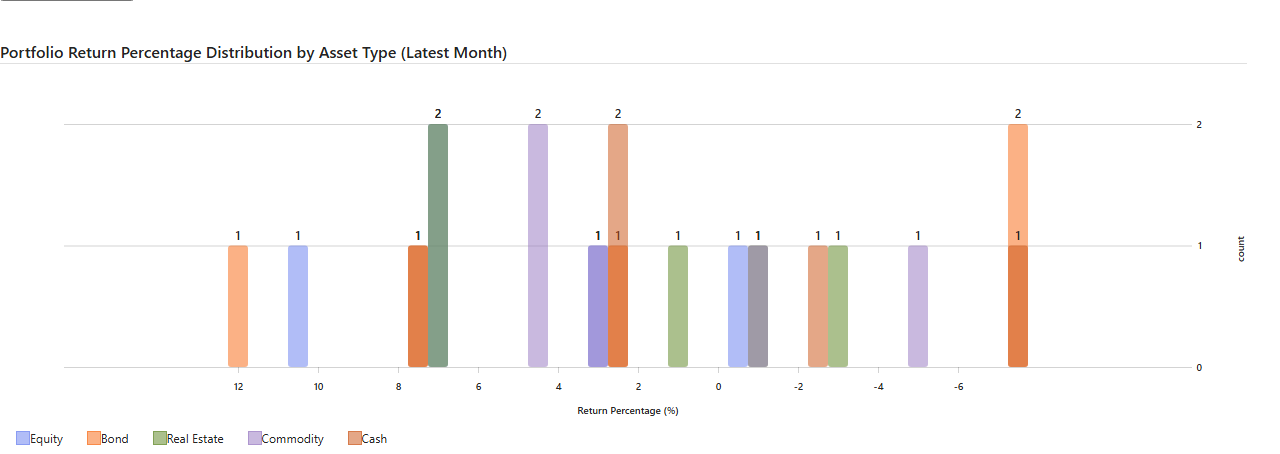 Portfolio Return Percentage Distribution by Asset Type (Latest Month)
2 2 2 2
2
1 1 1 1 1 1 1 1 1 1 1 1
1
0
12 10 8 6 4 2 0 -2 -4 -6
Return Percentage (%)
count
Equity Bond Real Estate Commodity Cash